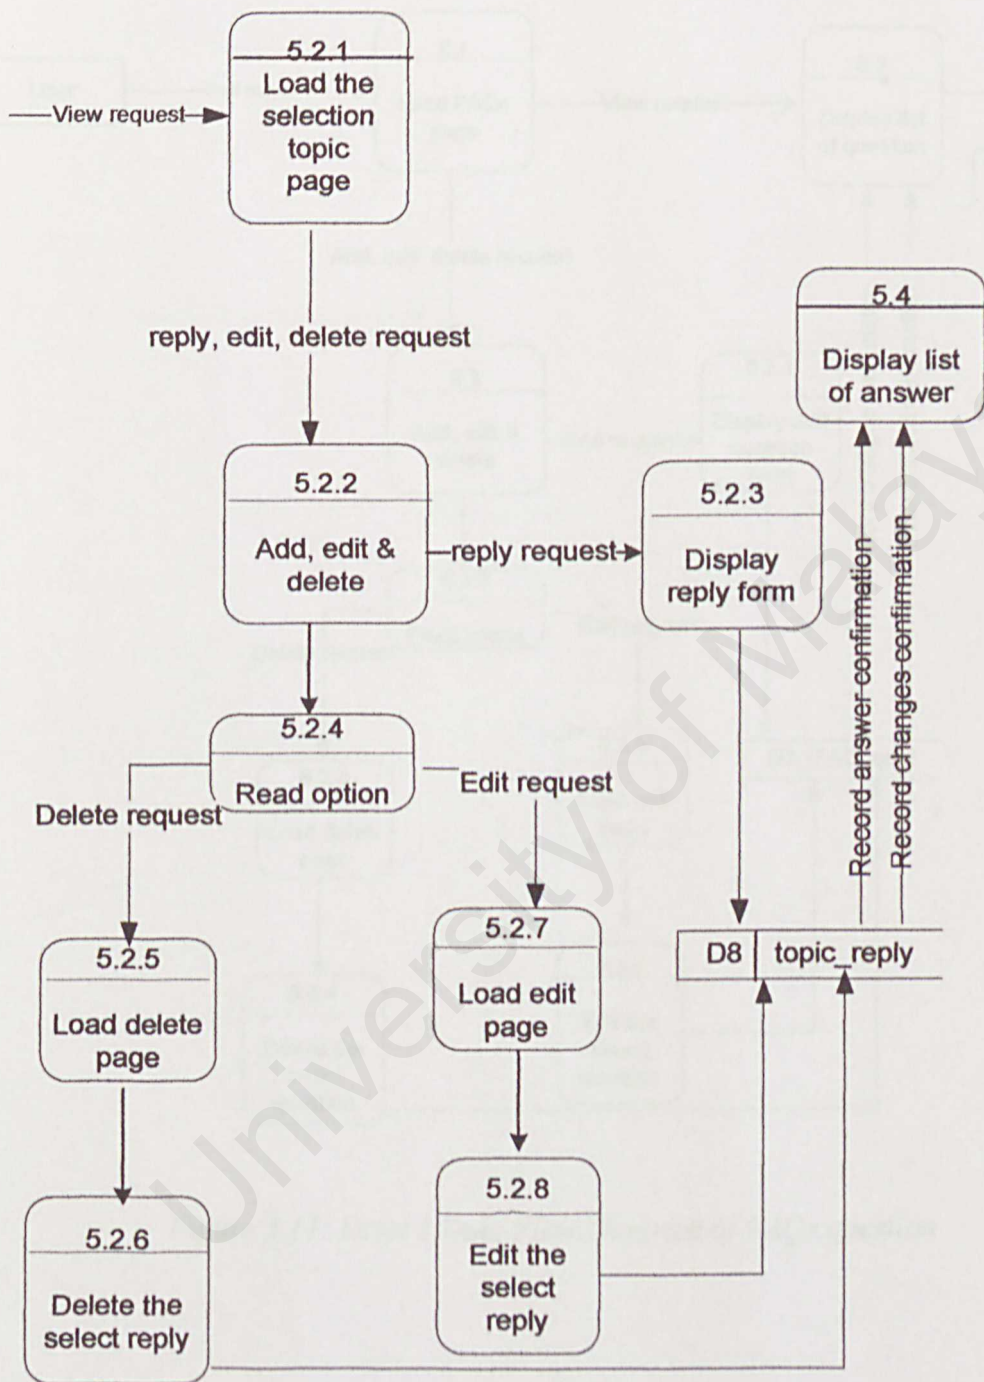 5.2.1
Load the
selection
topic
page
View request
reply, edit, delete request
5.4
Display list
of answer
5.2.2
Add, edit &
delete
reply request
5.2.3
Display
reply form
Record answer confirmation
Record changes confirmation
5.2.4
Read option
Delete request
Edit request
5.2.5
Load delete
page
5.2.7
Load edit
page
D8
topic_reply
5.2.6
Delete the
select reply
5.2.8
Edit the
select
reply
University of Malay